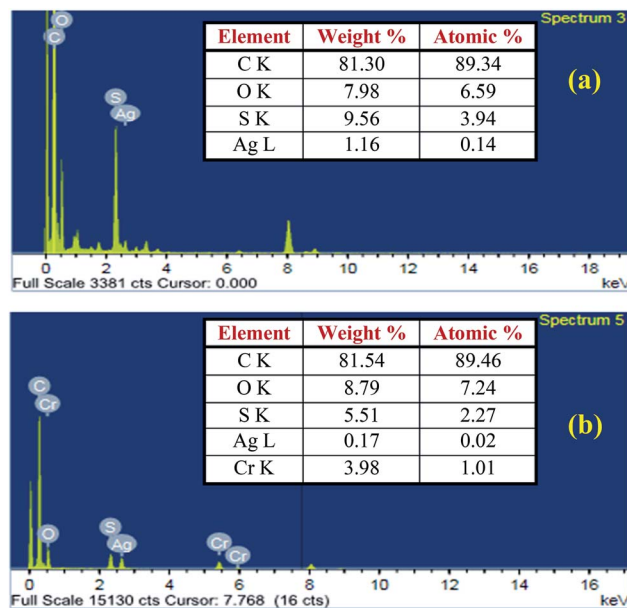 Spectrum 3
Element Weight % Atomic %
C K 81.30 89.34
O K 7.98 6.59
S K 9.56 3.94
Ag L 1.16 0.14
(a)
O
C
S
Ag
0 2 4 6 8 10 12 14 16 18
Full Scale 3381 cts Cursor: 0.000 keV
Spectrum 5
Element Weight % Atomic %
C K 81.54 89.46
O K 8.79 7.24
S K 5.51 2.27
Ag L 0.17 0.02
Cr K 3.98 1.01
(b)
C
Cr
O
S
Ag
Cr
Cr
0 2 4 6 8 10 12 14 16 18
Full Scale 15130 cts Cursor: 7.768 (16 cts) keV